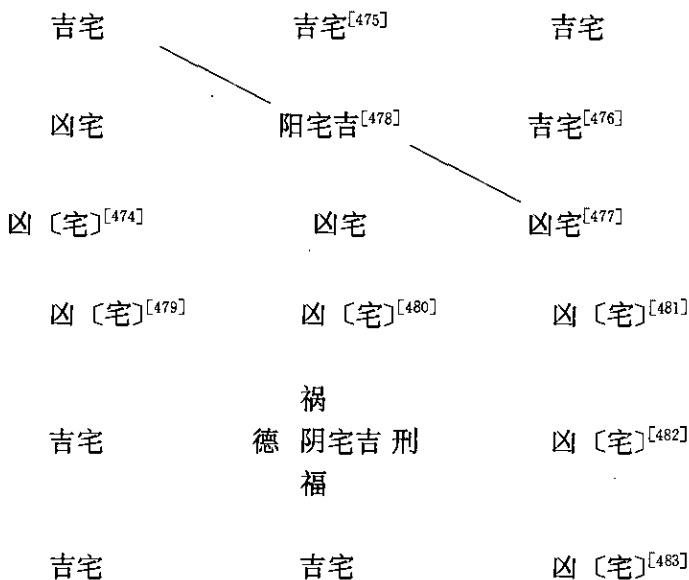 吉宅 吉宅[475] 吉宅
凶宅 阳宅吉[478] 吉宅[476]
凶〔宅〕[474] 凶宅 凶宅[477]
凶〔宅〕[479] 凶〔宅〕[480] 凶〔宅〕[481]
祸
吉宅 德 阴宅吉 刑 凶〔宅〕[482]
福
吉宅 吉宅 凶〔宅〕[483]